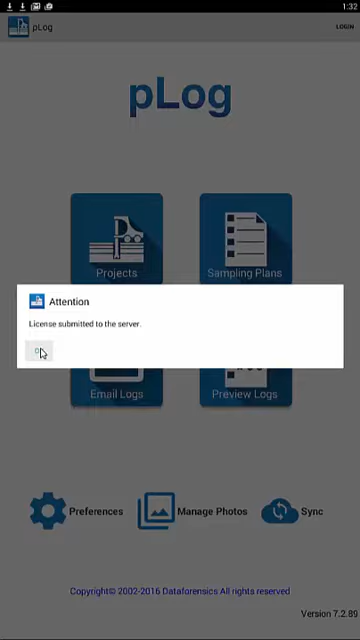 1:32
pLog
LOGIN
pLog
Projects
Sampling Plans
Attention
License submitted to the server.
Email Logs
Preview Logs
Preferences
Manage Photos
Sync
Copyright© 2002-2016 Dataforensics All rights reserved
Version 7.2.89